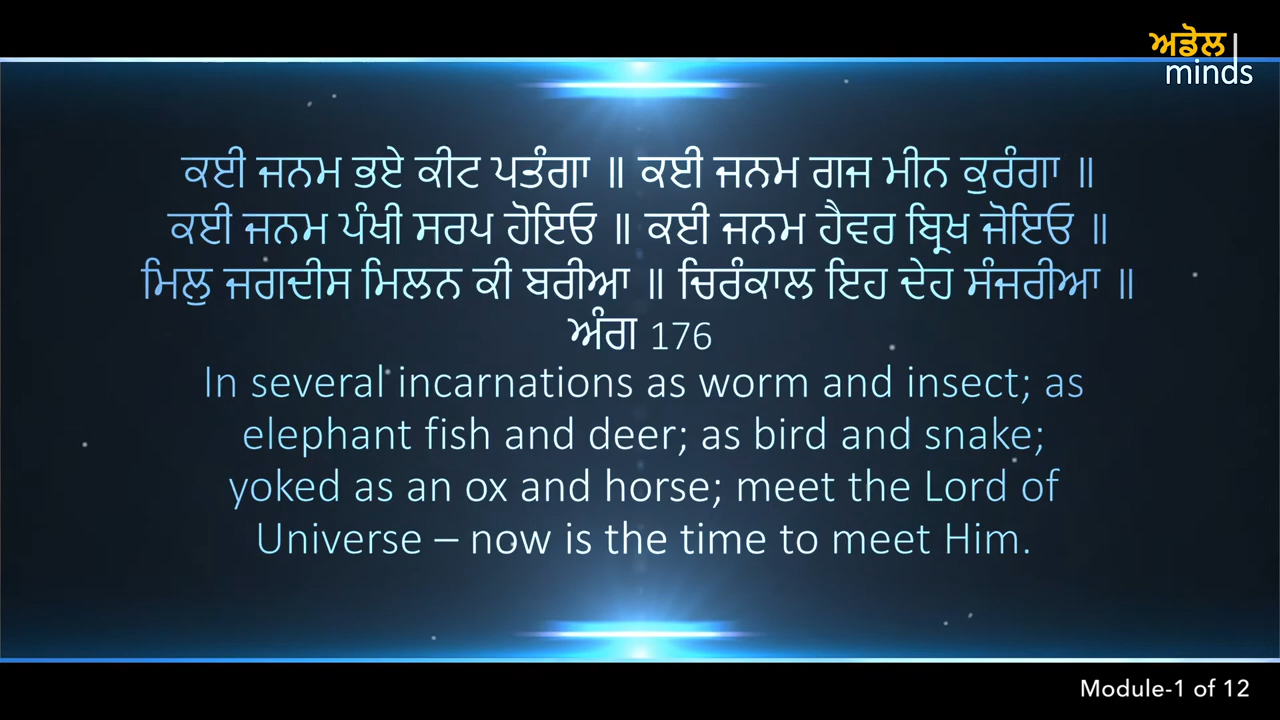 ਅਡੋਲ
minds
ਕਈ ਜਨਮ ਭਏ ਕੀਟ ਪਤੰਗਾ ॥ ਕਈ ਜਨਮ ਗਜ ਮੀਨ ਕੁਰੰਗਾ ॥
ਕਈ ਜਨਮ ਪੰਖੀ ਸਰਪ ਹੋਇਓ ॥ ਕਈ ਜਨਮ ਹੈਵਰ ਬ੍ਰਿਖ ਜੋਇਓ ॥
ਮਿਲੁ ਜਗਦੀਸ ਮਿਲਨ ਕੀ ਬਰੀਆ ॥ ਚਿਰੰਕਾਲ ਇਹ ਦੇਹ ਸੰਜਰੀਆ ॥
ਅੰਗ 176
In several incarnations as worm and insect; as
elephant fish and deer; as bird and snake;
yoked as an ox and horse; meet the Lord of
Universe – now is the time to meet Him.
Module-1 of 12